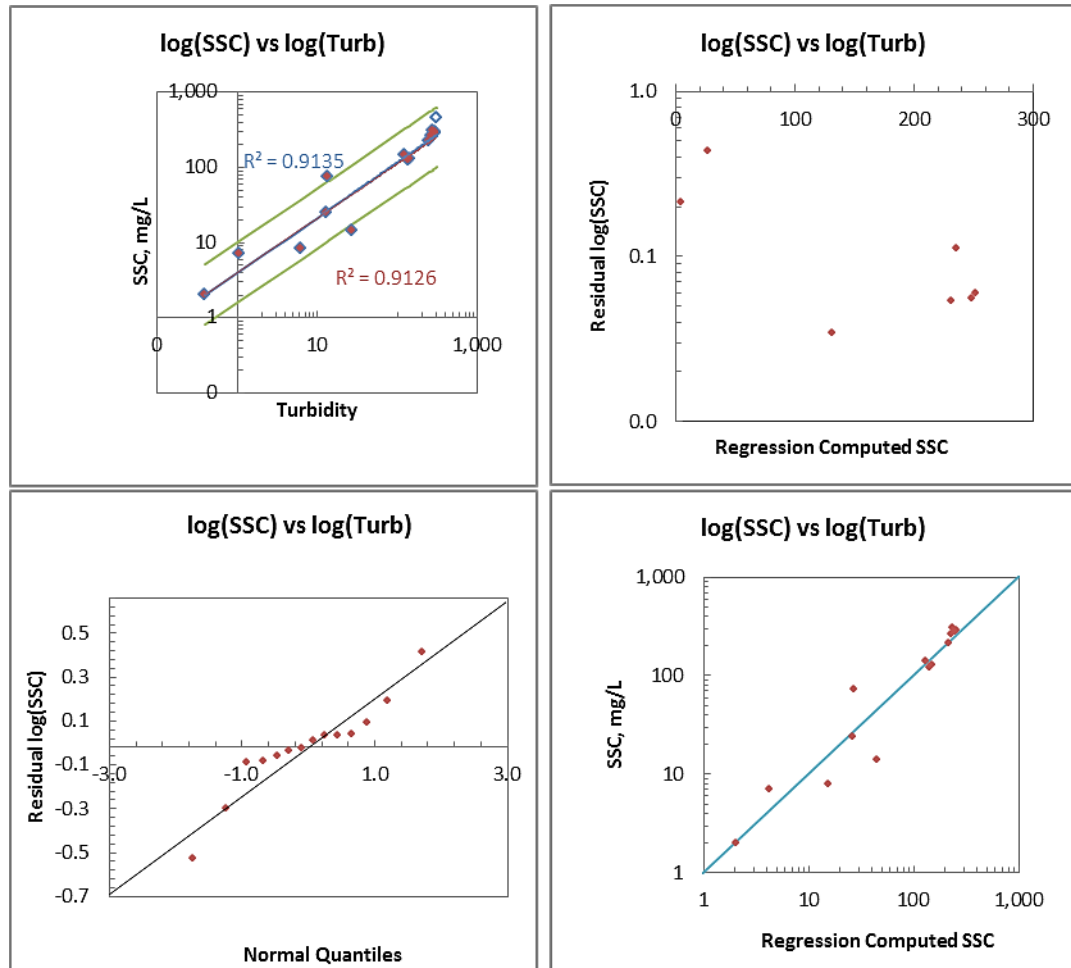 log(SSC) vs log(Turb)
1,000
100
10
1
0
SSC, mg/L
R² = 0.9135
R² = 0.9126
0
10
1,000
Turbidity
log(SSC) vs log(Turb)
1.0
0.1
0.0
0
100
200
300
Residual log(SSC)
Regression Computed SSC
log(SSC) vs log(Turb)
0.5
0.3
0.1
-0.1
-0.3
-0.5
-0.7
-3.0
-1.0
1.0
3.0
Residual log(SSC)
Normal Quantiles
log(SSC) vs log(Turb)
1,000
100
10
1
SSC, mg/L
1
10
100
1,000
Regression Computed SSC